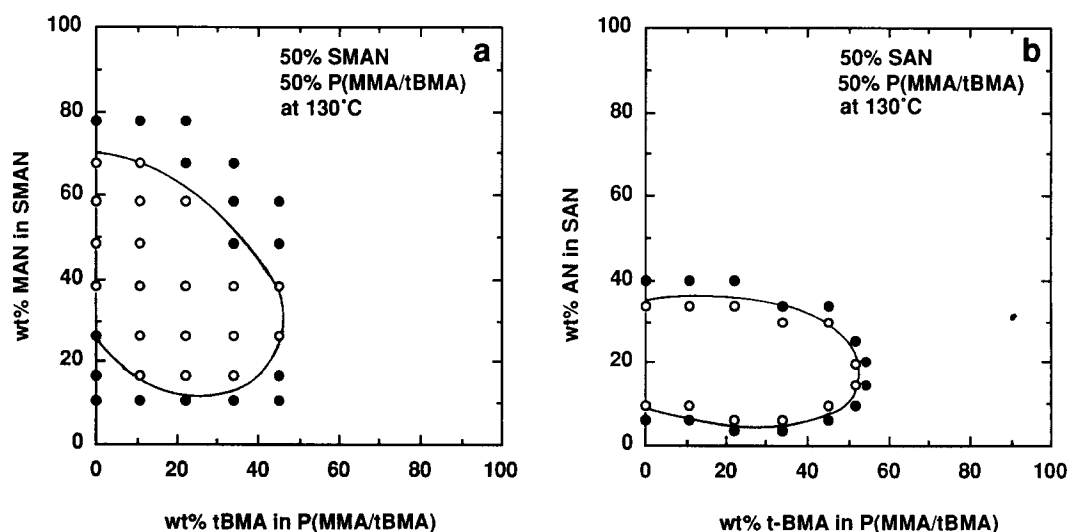 a
50% SMAN
50% P(MMA/tBMA)
at 130°C
100
80
60
40
20
0
wt% MAN in SMAN
0 20 40 60 80 100
wt% tBMA in P(MMA/tBMA)
b
50% SAN
50% P(MMA/tBMA)
at 130°C
100
80
60
40
20
0
wt% AN in SAN
0 20 40 60 80 100
wt% t-BMA in P(MMA/tBMA)